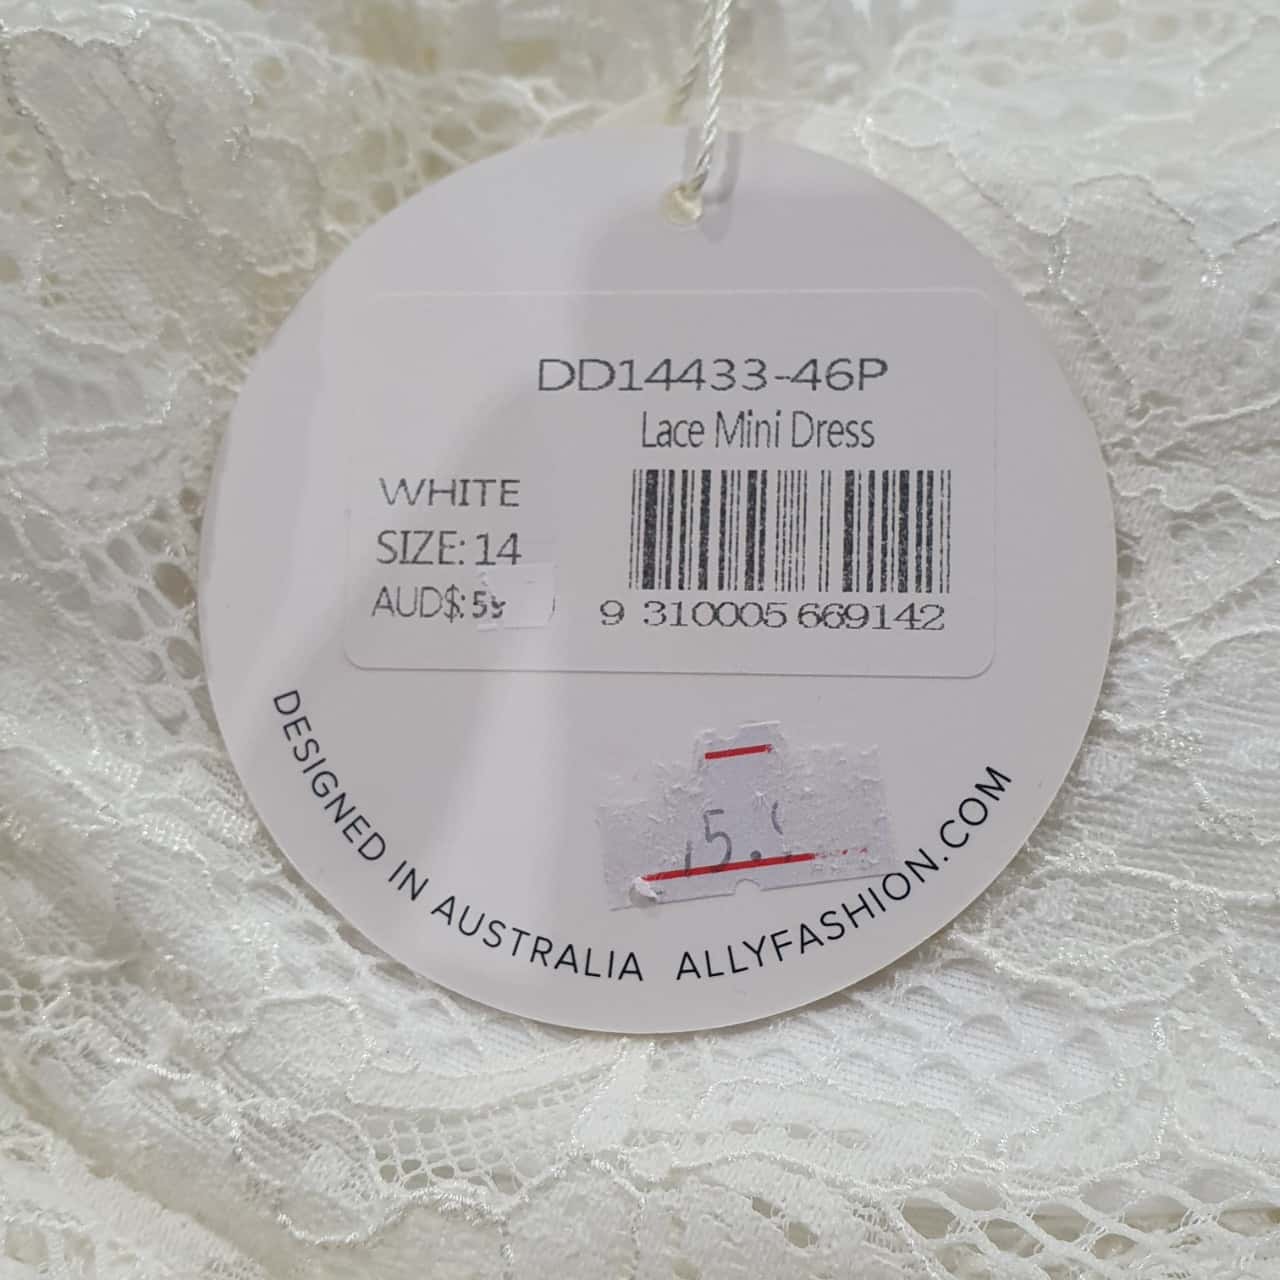 DD14433-46P
Lace Mini Dress
WHITE
SIZE: 14
AUD$:
9 310005 669142
DESIGNED IN AUSTRALIA ALLYFASHION.COM